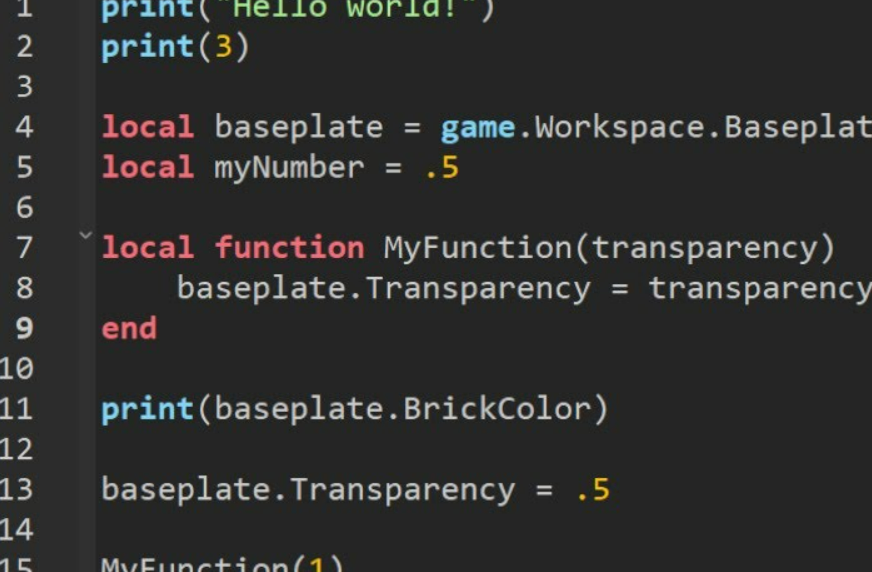 1 print("Hello world!")
2 print(3)
3
4 local baseplate = game.Workspace.Baseplat
5 local myNumber = .5
6
7 local function MyFunction(transparency)
8 baseplate.Transparency = transparency
9 end
10
11 print(baseplate.BrickColor)
12
13 baseplate.Transparency = .5
14
15 MyFunction(1)